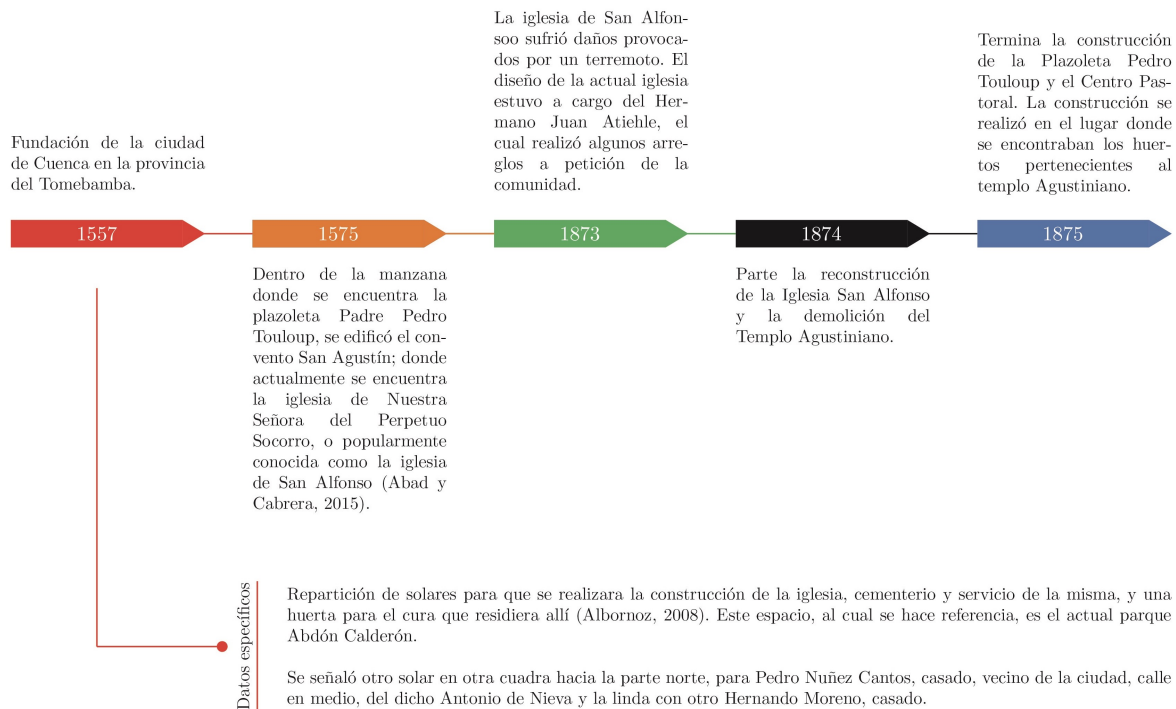 Fundación de la ciudad
de Cuenca en la provincia
del Tomebamba.
1557
1575
Dentro de la manzana
donde se encuentra la
plazoleta Padre Pedro
Touloup, se edificó el con-
vento San Agustín; donde
actualmente se encuentra
la iglesia de Nuestra
Señora del Perpetuo
Socorro, o popularmente
conocida como la iglesia
de San Alfonso (Abad y
Cabrera, 2015).
La iglesia de San Alfon-
soo sufrió daños provoca-
dos por un terremoto. El
diseño de la actual iglesia
estuvo a cargo del Her-
mano Juan Atiehle, el
cual realizó algunos arre-
glos a petición de la
comunidad.
1873
1874
Parte la reconstrucción
de la Iglesia San Alfonso
y la demolición del
Templo Agustiniano.
Termina la construcción
de la Plazoleta Pedro
Touloup y el Centro Pas-
toral. La construcción se
realizó en el lugar donde
se encontraban los huer-
tos pertenecientes al
templo Agustiniano.
1875
Datos específicos
Repartición de solares para que se realizara la construcción de la iglesia, cementerio y servicio de la misma, y una
huerta para el cura que residiera allí (Albornoz, 2008). Este espacio, al cual se hace referencia, es el actual parque
Abdón Calderón.
Se señaló otro solar en otra cuadra hacia la parte norte, para Pedro Nuñez Cantos, casado, vecino de la ciudad, calle
en medio, del dicho Antonio de Nieva y la linda con otro Hernando Moreno, casado.